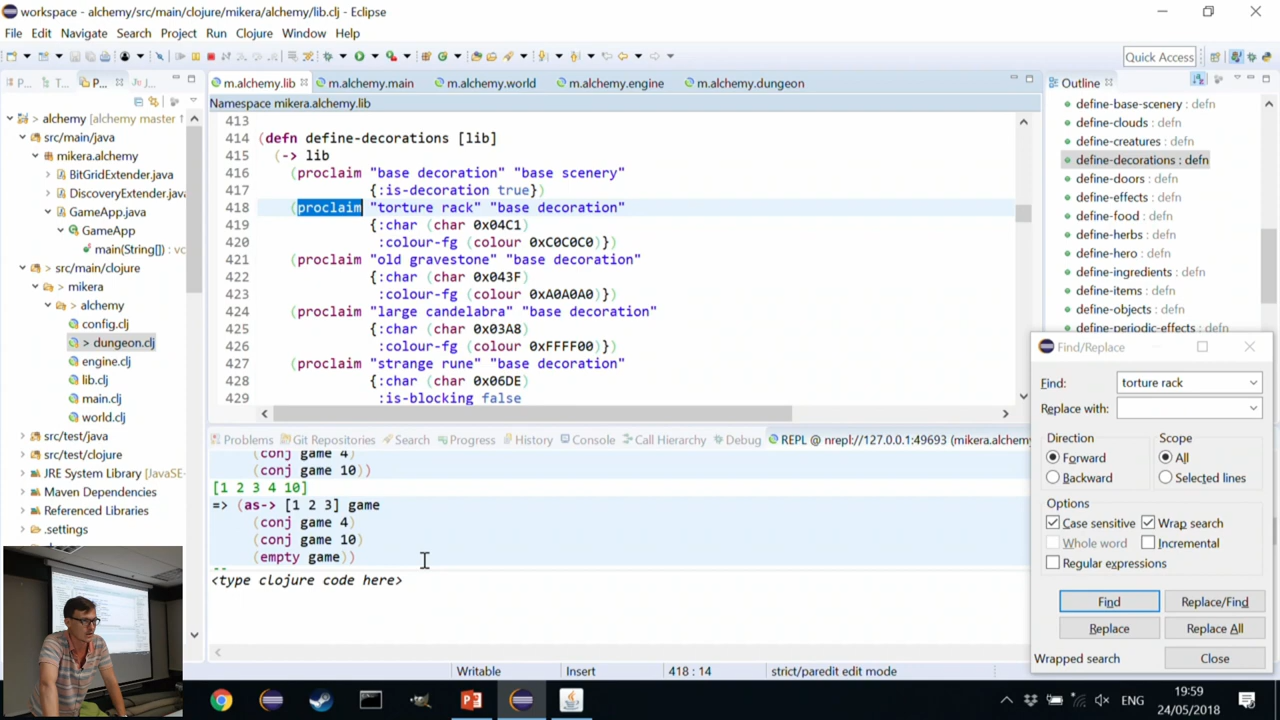 workspace - alchemy/src/main/clojure/mikera/alchemy/lib.clj - Eclipse
File Edit Navigate Search Project Run Clojure Window Help
Quick Access
P... T... P... J...
m.alchemy.lib m.alchemy.main m.alchemy.world m.alchemy.engine m.alchemy.dungeon
Namespace mikera.alchemy.lib
> alchemy [alchemy master
src/main/java
mikera.alchemy
BitGridExtender.java
DiscoveryExtender.java
GameApp.java
GameApp
main(String[]) : vc
> src/main/clojure
> mikera
> alchemy
config.clj
> dungeon.clj
engine.clj
lib.clj
main.clj
world.clj
src/test/java
src/test/clojure
JRE System Library [JavaSE-
Maven Dependencies
Referenced Libraries
.settings
413
414 (defn define-decorations [lib]
415 (-> lib
416 (proclaim "base decoration" "base scenery"
417 {:is-decoration true})
418 (proclaim "torture rack" "base decoration"
419 {:char (char 0x04C1)
420 :colour-fg (colour 0xC0C0C0)})
421 (proclaim "old gravestone" "base decoration"
422 {:char (char 0x043F)
423 :colour-fg (colour 0xA0A0A0)})
424 (proclaim "large candelabra" "base decoration"
425 {:char (char 0x03A8)
426 :colour-fg (colour 0xFFFF00)})
427 (proclaim "strange rune" "base decoration"
428 {:char (char 0x06DE)
429 :is-blocking false
Outline
define-base-scenery : defn
define-clouds : defn
define-creatures : defn
define-decorations : defn
define-doors : defn
define-effects : defn
define-food : defn
define-herbs : defn
define-hero : defn
define-ingredients : defn
define-items : defn
define-objects : defn
define-periodic-effects : defn
Find/Replace
Find: torture rack
Replace with:
Direction Scope
Forward All
Backward Selected lines
Options
Case sensitive Wrap search
Whole word Incremental
Regular expressions
Find Replace/Find
Replace Replace All
Wrapped search Close
Problems Git Repositories Search Progress History Console Call Hierarchy Debug REPL @ nrepl://127.0.0.1:49693 (mikera.alchemy
(conj game 4)
(conj game 10))
[1 2 3 4 10]
=> (as-> [1 2 3] game
(conj game 4)
(conj game 10)
(empty game))
<type clojure code here>
Writable Insert 418 : 14 strict/paredit edit mode
ENG
19:59
24/05/2018